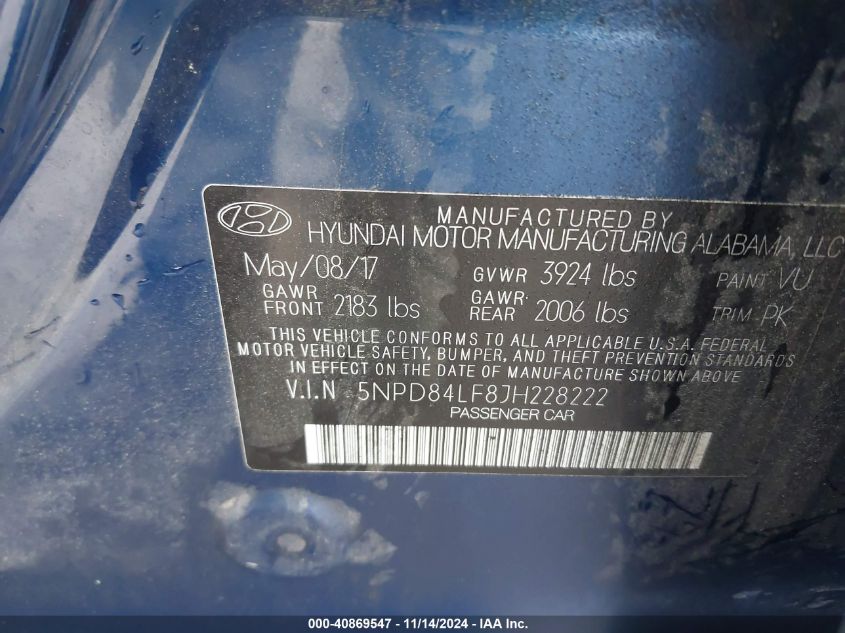 MANUFACTURED BY
HYUNDAI MOTOR MANUFACTURING ALABAMA, LLC
May/08/17 GVWR 3924 lbs PAINT VU
GAWR FRONT 2183 lbs GAWR REAR 2006 lbs TRIM PK
THIS VEHICLE CONFORMS TO ALL APPLICABLE U.S.A. FEDERAL
MOTOR VEHICLE SAFETY, BUMPER, AND THEFT PREVENTION STANDARDS
IN EFFECT ON THE DATE OF MANUFACTURE SHOWN ABOVE
V.I.N 5NPD84LF8JH228222
PASSENGER CAR
000-40869547 - 11/14/2024 - IAA Inc.